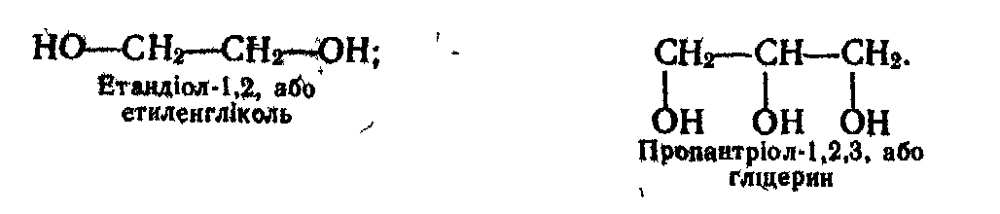 HO—CH₂—CH₂—OH;
Етандіол-1,2, або
етиленгліколь
CH₂—CH—CH₂.
OH OH OH
Пропантріол-1,2,3, або
гліцерин